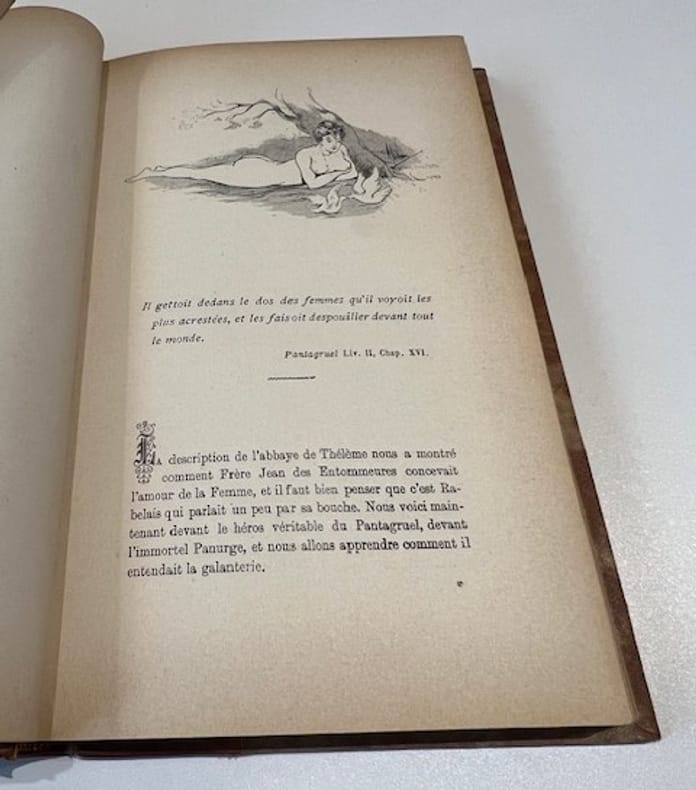 Il gettoit dedans le dos des femmes qu'il voyoit les
plus acrestées, et les faisoit despouiller devant tout
le monde.
Pantagruel Liv. II, Chap. XVI.
LA description de l'abbaye de Thélème nous a montré
comment Frère Jean des Entommeures concevait
l'amour de la Femme, et il faut bien penser que c'est Ra-
belais qui parlait un peu par sa bouche. Nous voici main-
tenant devant le héros véritable du Pantagruel, devant
l'immortel Panurge, et nous allons apprendre comment il
entendait la galanterie.